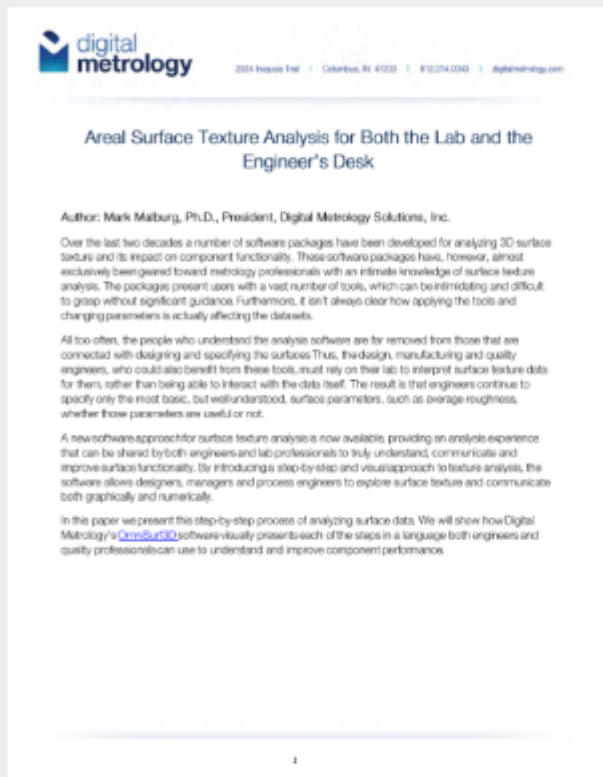 digital
metrology
2524 Iroquois Trail | Columbus, IN 47203 | 812.314.0043 | digitalmetrology.com
Areal Surface Texture Analysis for Both the Lab and the
Engineer's Desk
Author: Mark Malburg, Ph.D., President, Digital Metrology Solutions, Inc.
Over the last two decades a number of software packages have been developed for analyzing 3D surface
texture and its impact on component functionality. These software packages have, however, almost
exclusively been geared toward metrology professionals with an intimate knowledge of surface texture
analysis. The packages present users with a vast number of tools, which can be intimidating and difficult
to grasp without significant guidance. Furthermore, it isn't always clear how applying the tools and
changing parameters is actually affecting the datasets.
All too often, the people who understand the analysis software are far removed from those that are
connected with designing and specifying the surfaces Thus, the design, manufacturing and quality
engineers, who could also benefit from these tools, must rely on their lab to interpret surface texture data
for them, rather than being able to interact with the data itself. The result is that engineers continue to
specify only the most basic, but well understood, surface parameters, such as average roughness,
whether those parameters are useful or not.
A new software approach for surface texture analysis is now available, providing an analysis experience
that can be shared by both engineers and lab professionals to truly understand, communicate and
improve surface functionality. By introducing a step-by-step and visual approach to texture analysis, the
software allows designers, managers and process engineers to explore surface texture and communicate
both graphically and numerically.
In this paper we present this step-by-step process of analyzing surface data. We will show how Digital
Metrology's OmniSurf3D software visually presents each of the steps in a language both engineers and
quality professionals can use to understand and improve component performance.
1